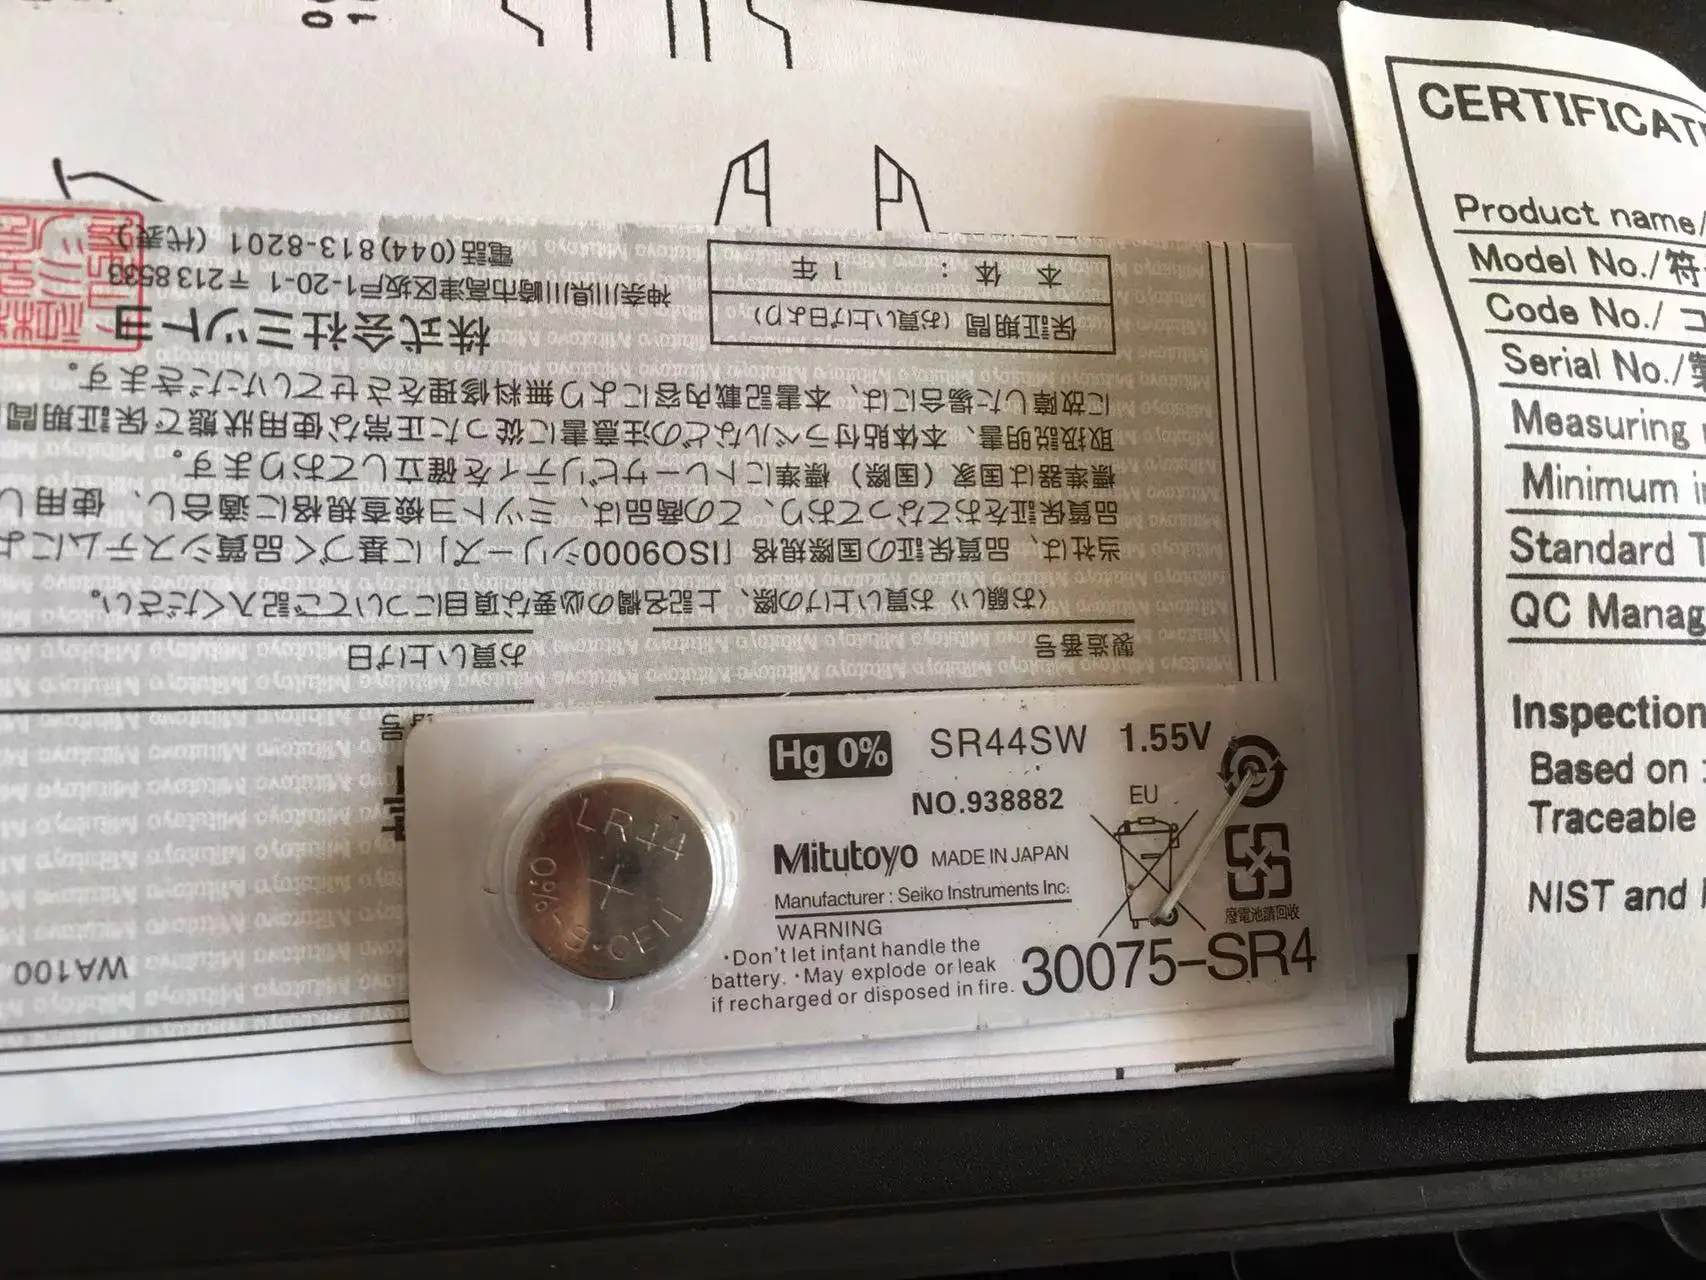 CERTIFICAT
Product name/
Model No./符
Code No./ コ
Serial No./
Measuring
Minimum i
Standard T
QC Manag
Inspection
Based on :
Traceable
NIST and
Hg 0%
SR44SW 1.55V
NO.938882
EU
Mitutoyo MADE IN JAPAN
Manufacturer : Seiko Instruments Inc.
WARNING
·Don't let infant handle the
battery. ·May explode or leak
if recharged or disposed in fire.
廢電池請回收
30075-SR4
LR44
+
0%
WA100
製造番号
お買い上げ日
〈お願い〉お買い上げの際、上記名欄の必要な項目についてご記入ください。
当社は、品質保証の国際規格「ISO9000シリーズ」に基づく品質システムによ
品質保証をおこなっており、この商品は、ミツトヨ検査規格に適合し、使用し
標準器は国家（国際）標準にトレーサビリティを確立しております。
取扱説明書、本体貼付ラベルなどの注意書に従った正常な使用状態で保証期間
に故障した場合には、本書記載内容により無料修理をさせていただきます。
保証期間（お買い上げ日より）
本 体 : 1 年
株式会社ミツトヨ
神奈川県川崎市高津区坂戸1-20-1 〒213 8533
電話(044)813-8201（代表）